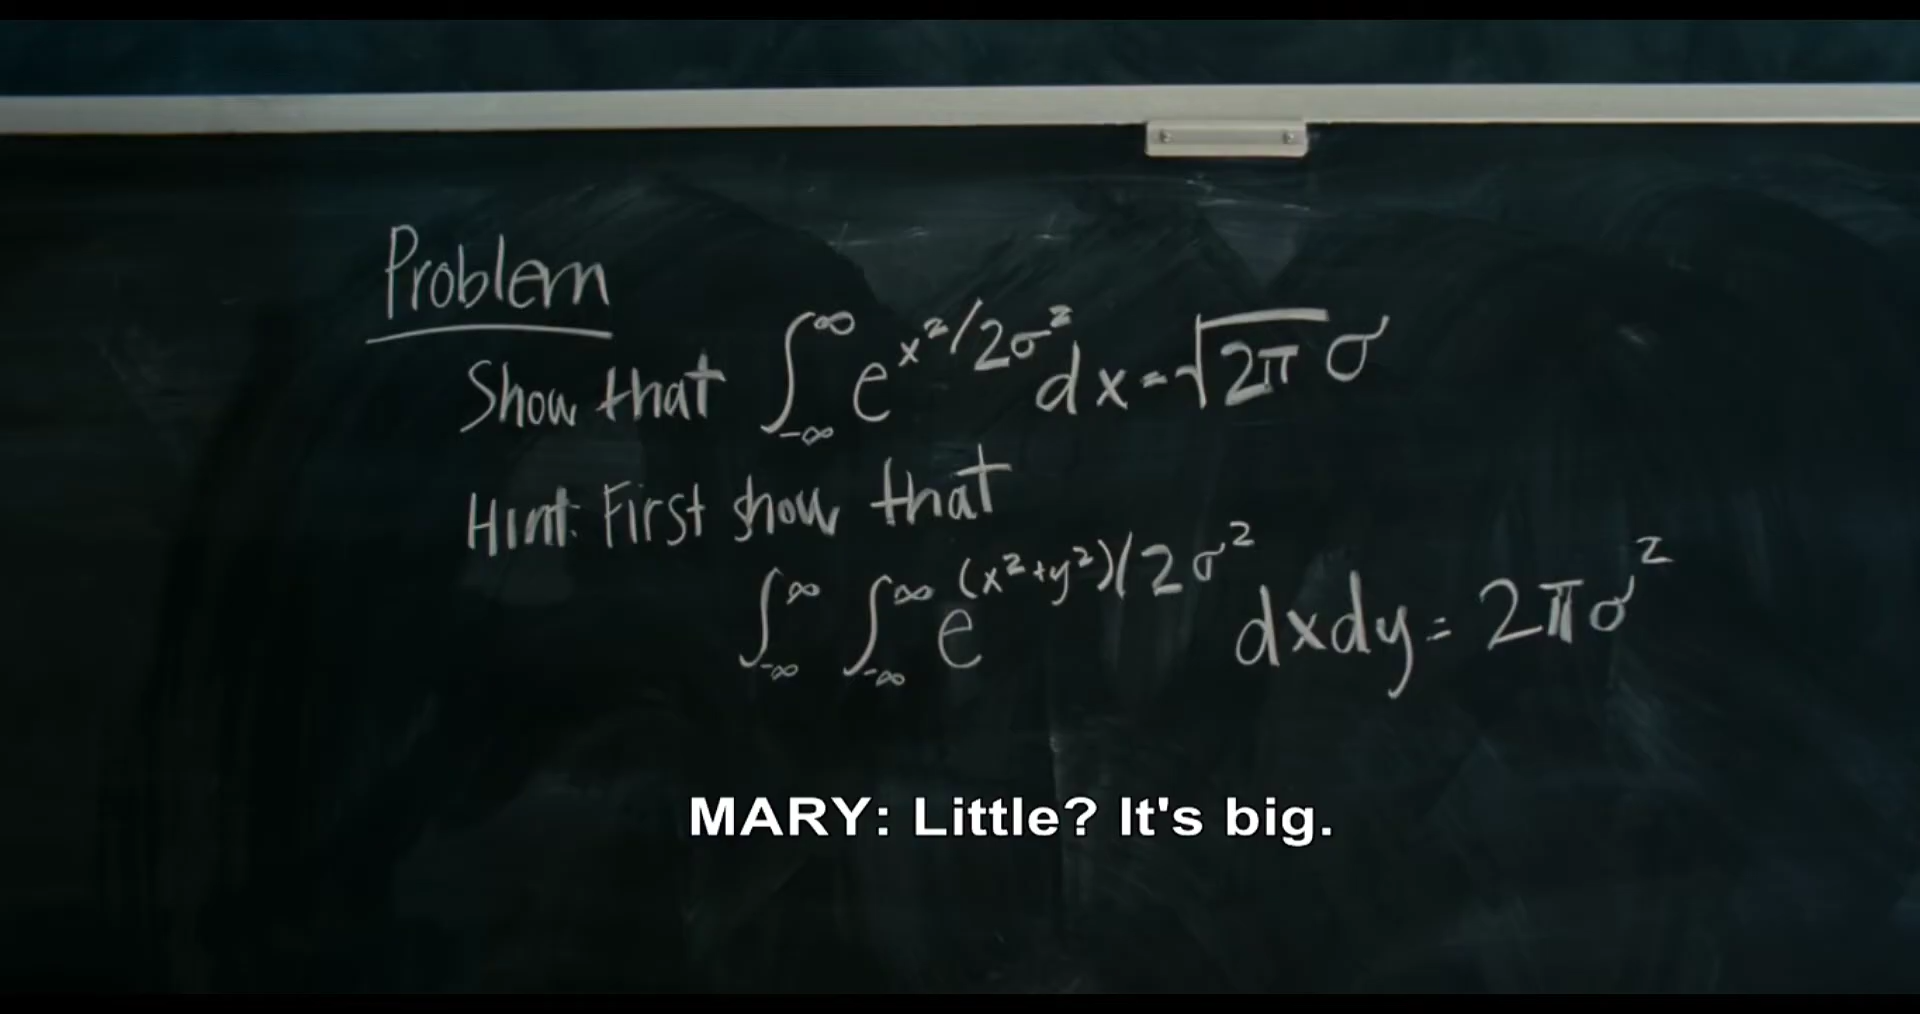 Problem
Show that ∫_{-∞}^{∞} e^{x²/2σ²} dx = √2π σ
Hint: First show that
∫_{-∞}^{∞} ∫_{-∞}^{∞} e^{(x²+y²)/2σ²} dxdy = 2πσ²
MARY: Little? It's big.